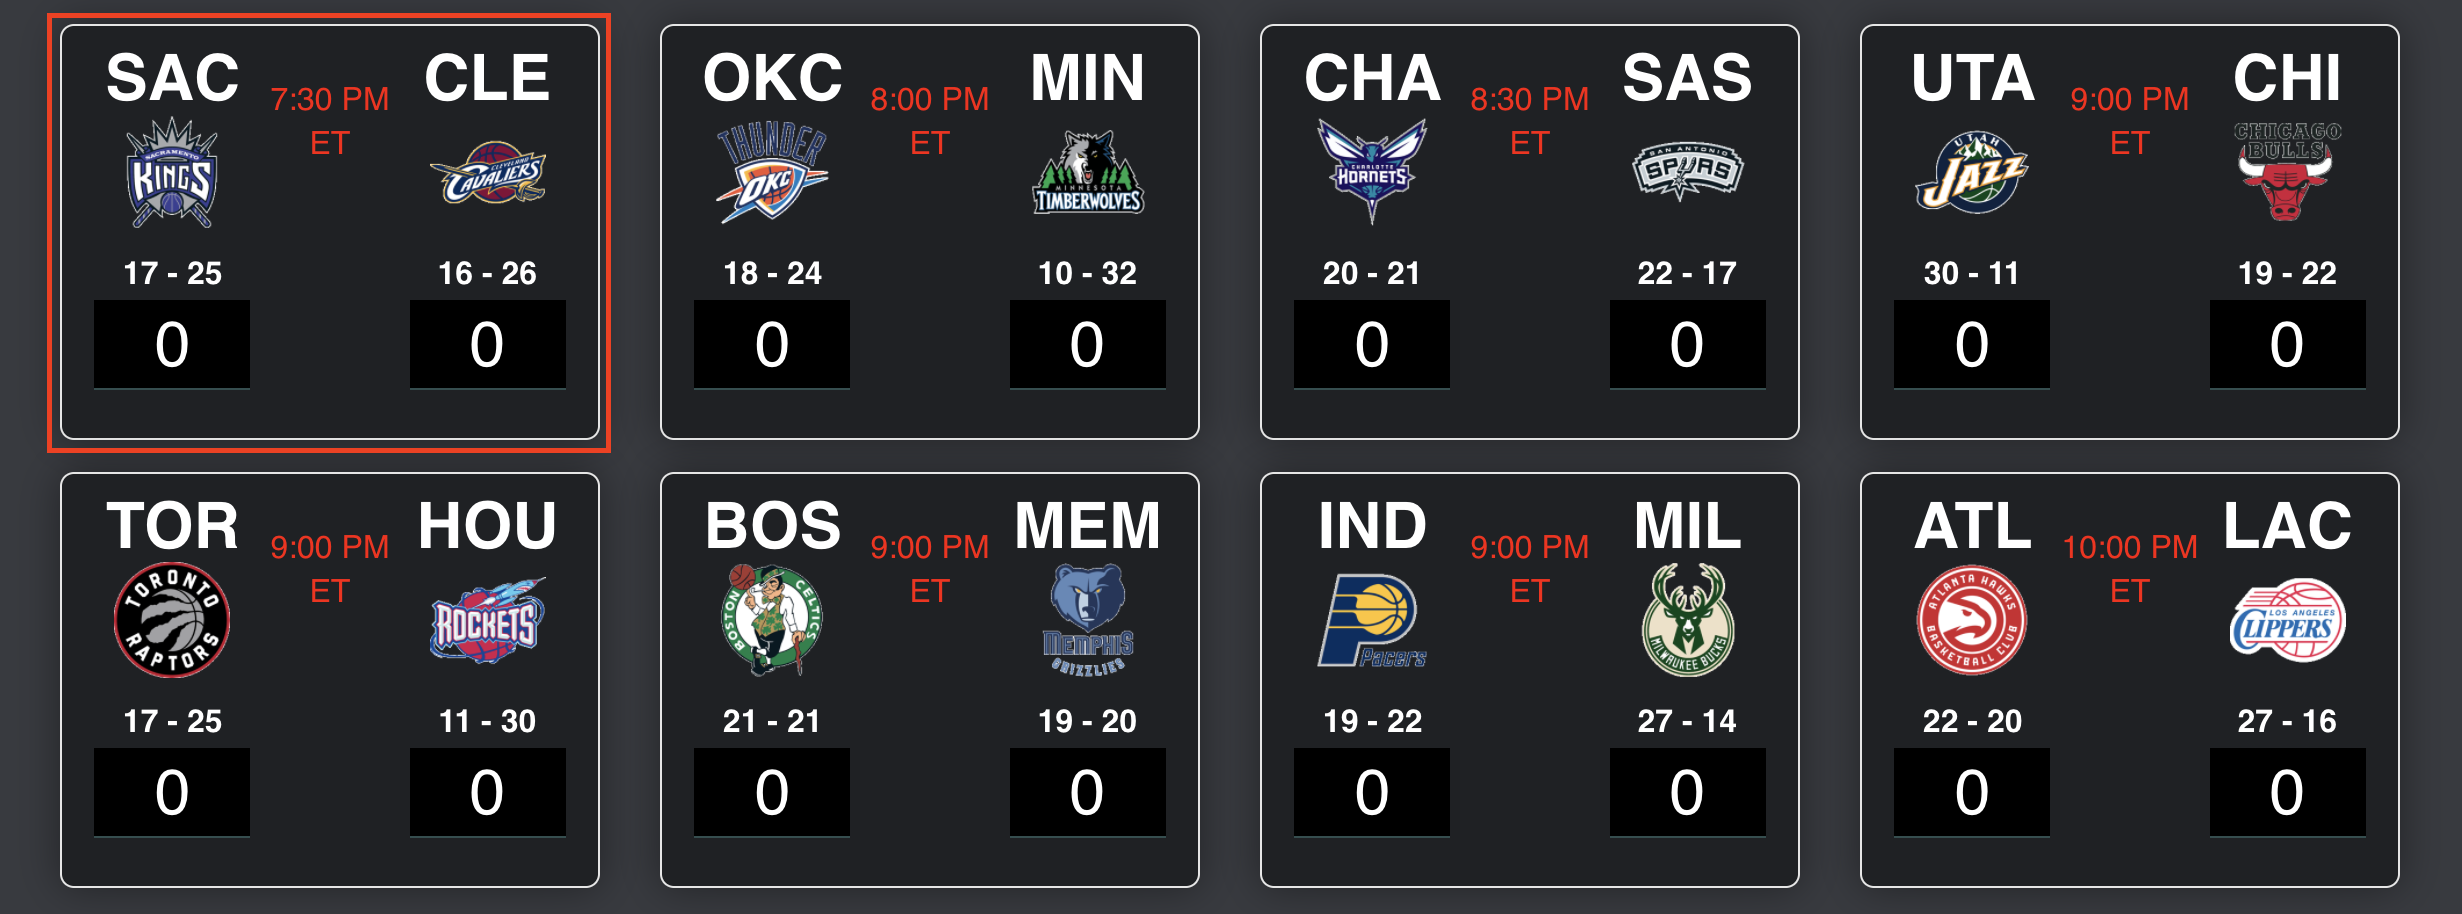 SAC 7:30 PM ET CLE
SACRAMENTO KINGS
CLEVELAND CAVALIERS
17 - 25 16 - 26
0 0
OKC 8:00 PM ET MIN
THUNDER OKC
MINNESOTA TIMBERWOLVES
18 - 24 10 - 32
0 0
CHA 8:30 PM ET SAS
CHARLOTTE HORNETS
SAN ANTONIO SPURS
20 - 21 22 - 17
0 0
UTA 9:00 PM ET CHI
UTAH JAZZ
CHICAGO BULLS
30 - 11 19 - 22
0 0
TOR 9:00 PM ET HOU
TORONTO RAPTORS
ROCKETS
17 - 25 11 - 30
0 0
BOS 9:00 PM ET MEM
BOSTON CELTICS
MEMPHIS GRIZZLIES
21 - 21 19 - 20
0 0
IND 9:00 PM ET MIL
Pacers
MILWAUKEE BUCKS
19 - 22 27 - 14
0 0
ATL 10:00 PM ET LAC
ATLANTA HAWKS BASKETBALL CLUB
LOS ANGELES CLIPPERS
22 - 20 27 - 16
0 0